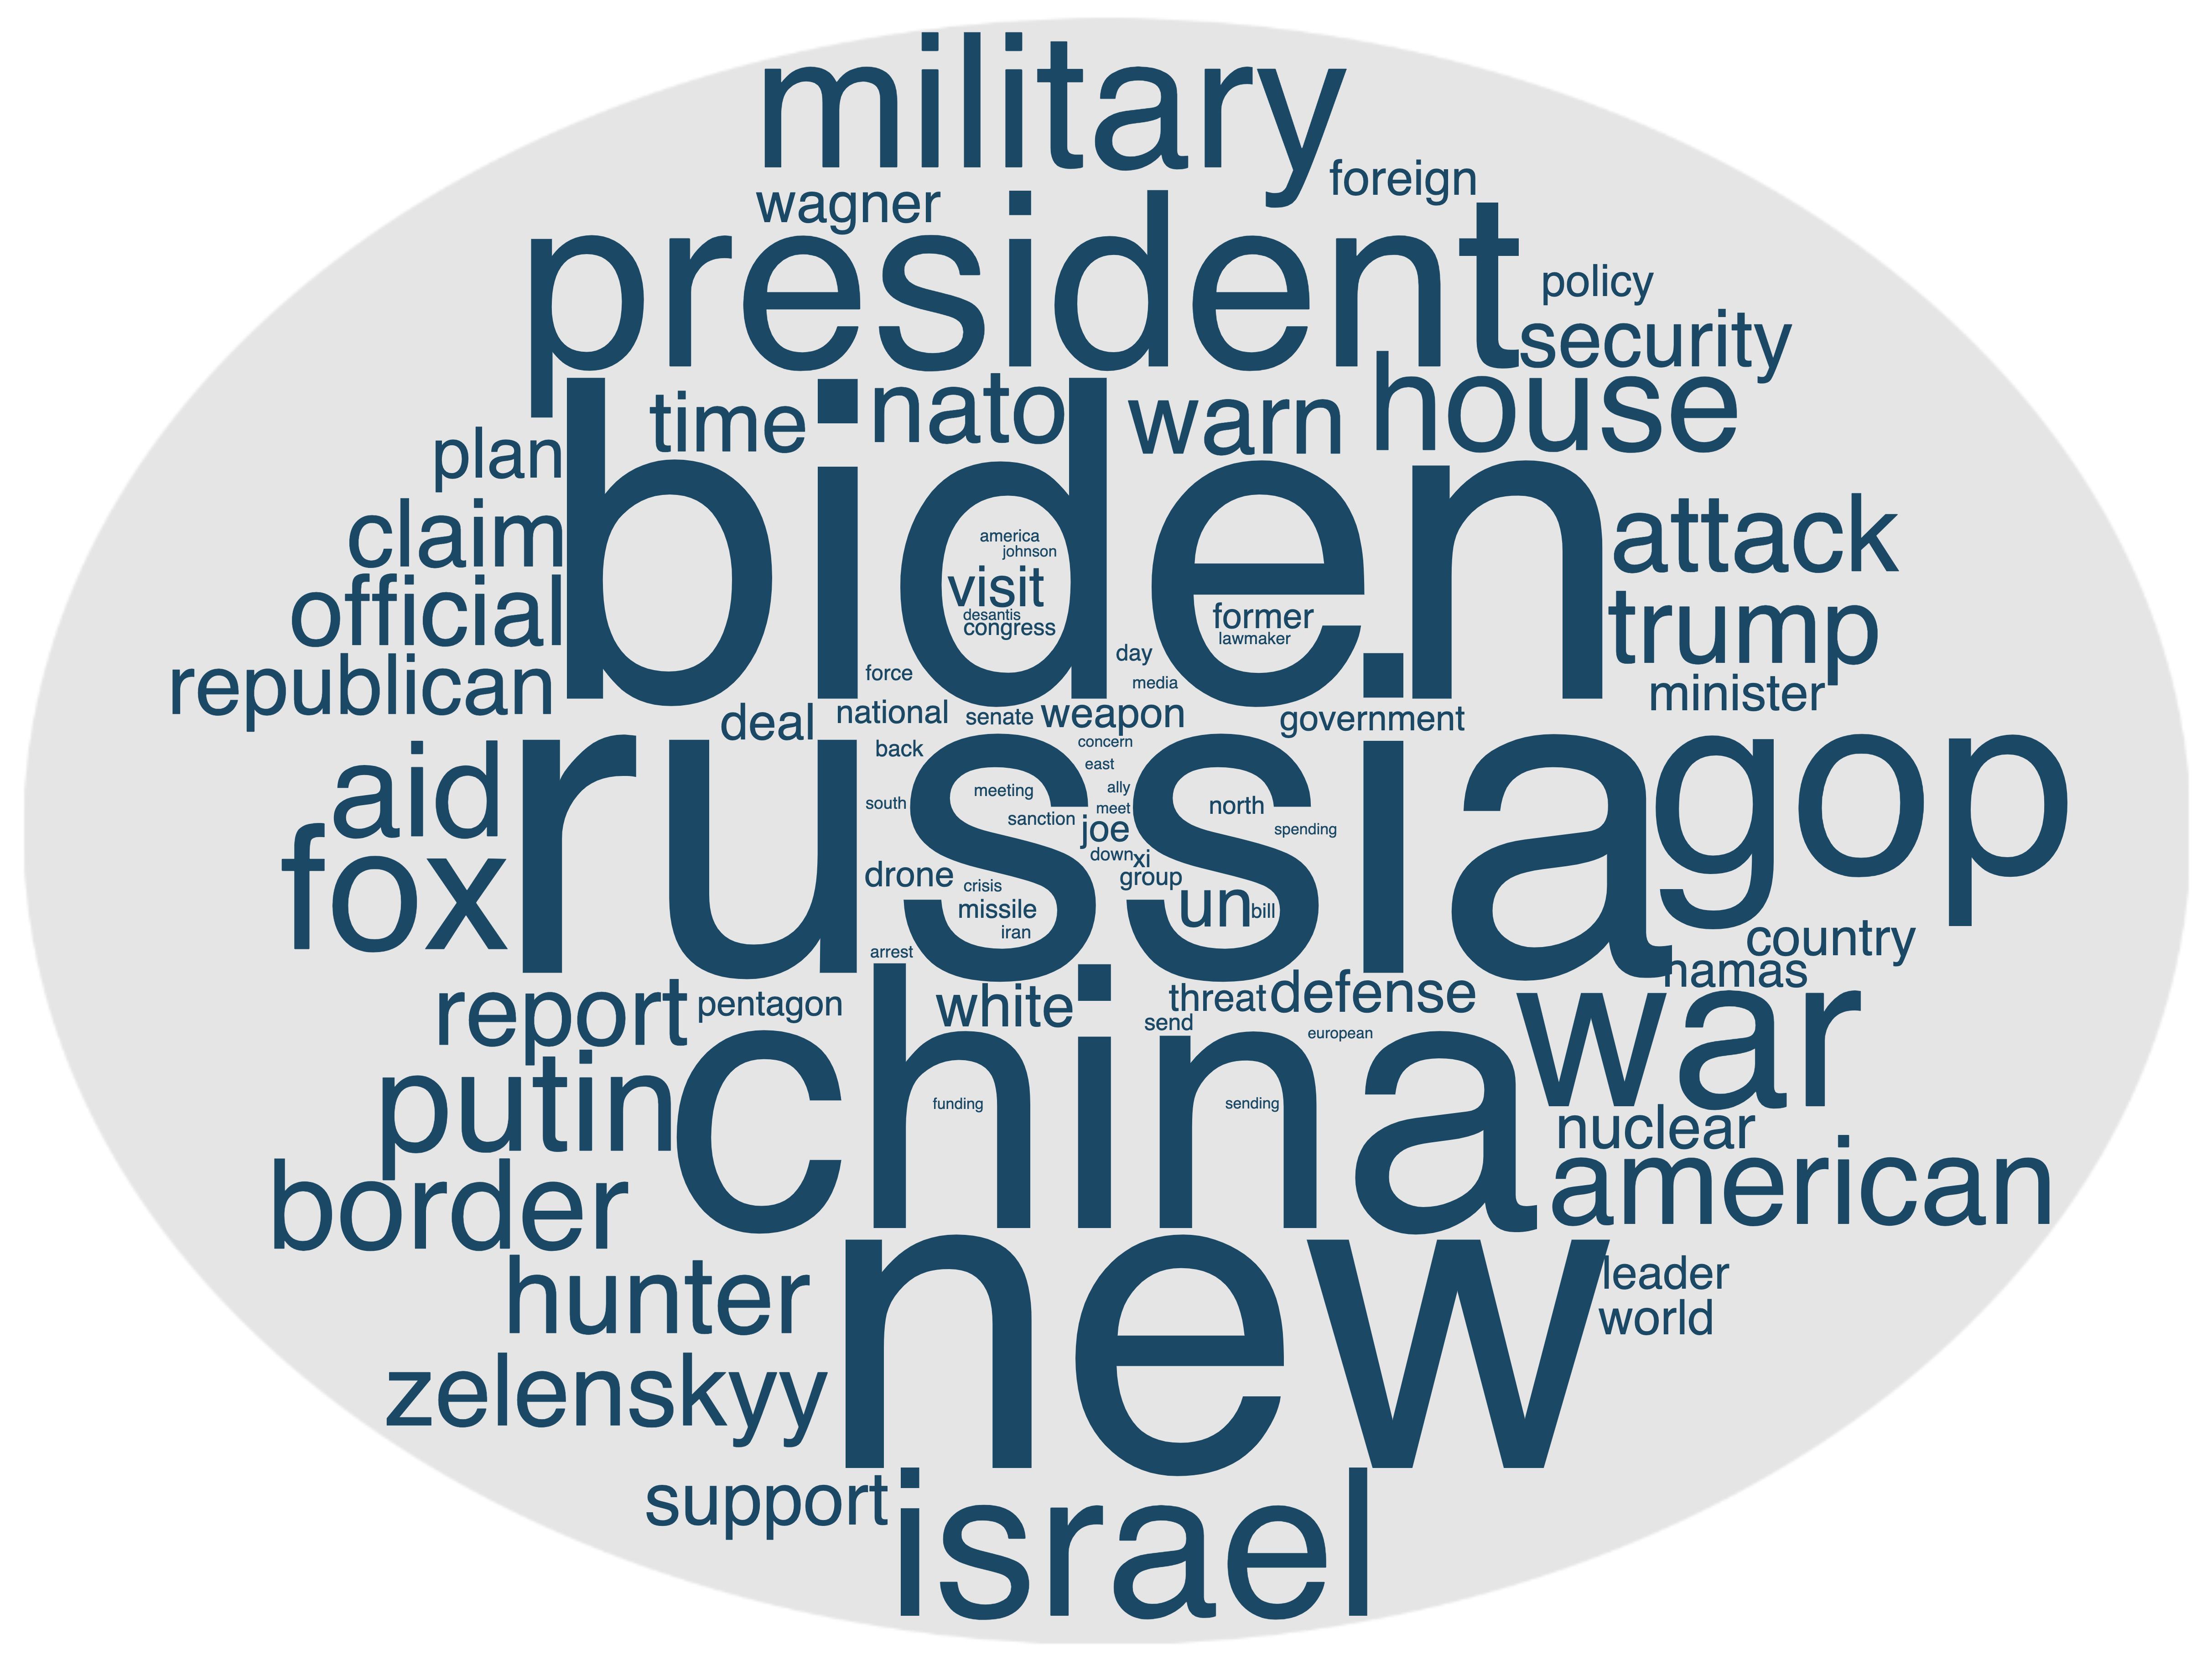 military
foreign
wagner
president
policy
security
time
nato
warn
house
plan
biden
claim
attack
america
johnson
visit
desantis
congress
former
lawmaker
official
trump
republican
force
day
media
minister
deal
national
senate
weapon
government
back
concern
east
aid
russia
gop
south
meeting
ally
meet
north
sanction
joe
spending
down
xi
fox
drone
crisis
group
missile
un
bill
iran
arrest
country
hamas
report
pentagon
white
threat
defense
send
european
war
putin
china
funding
sending
nuclear
border
american
hunter
new
leader
world
zelenskyy
support
israel